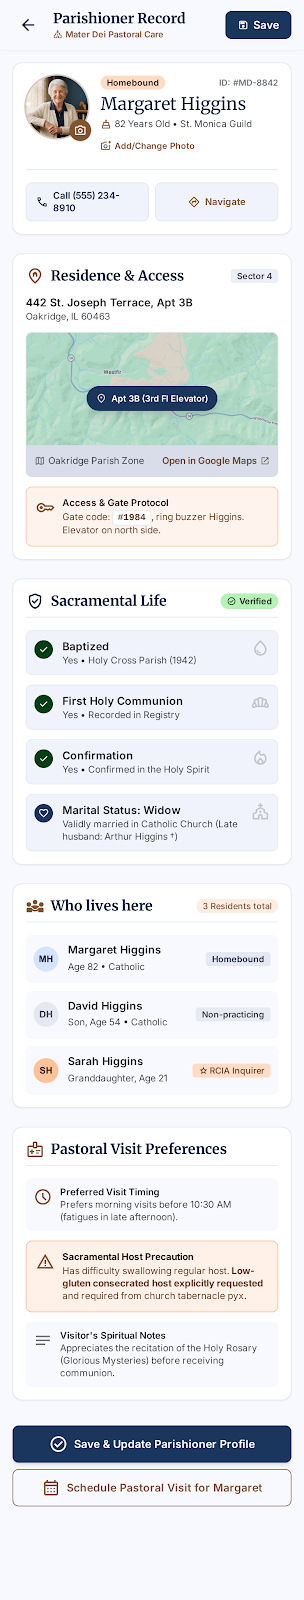 Parishioner Record
Mater Dei Pastoral Care
Save
Homebound
ID: #MD-8842
Margaret Higgins
82 Years Old • St. Monica Guild
Add/Change Photo
Call (555) 234-
8910
Navigate
Residence & Access
Sector 4
442 St. Joseph Terrace, Apt 3B
Oakridge, IL 60463
Apt 3B (3rd Fl Elevator)
Oakridge Parish Zone
Open in Google Maps
Access & Gate Protocol
Gate code: #1984, ring buzzer Higgins.
Elevator on north side.
Sacramental Life
Verified
Baptized
Yes • Holy Cross Parish (1942)
First Holy Communion
Yes • Recorded in Registry
Confirmation
Yes • Confirmed in the Holy Spirit
Marital Status: Widow
Validly married in Catholic Church (Late
husband: Arthur Higgins †)
Who lives here
3 Residents total
MH
Margaret Higgins
Age 82 • Catholic
Homebound
DH
David Higgins
Son, Age 54 • Catholic
Non-practicing
SH
Sarah Higgins
Granddaughter, Age 21
RCIA Inquirer
Pastoral Visit Preferences
Preferred Visit Timing
Prefers morning visits before 10:30 AM
(fatigues in late afternoon).
Sacramental Host Precaution
Has difficulty swallowing regular host. Low-
gluten consecrated host explicitly requested
and required from church tabernacle pyx.
Visitor's Spiritual Notes
Appreciates the recitation of the Holy Rosary
(Glorious Mysteries) before receiving
communion.
Save & Update Parishioner Profile
Schedule Pastoral Visit for Margaret